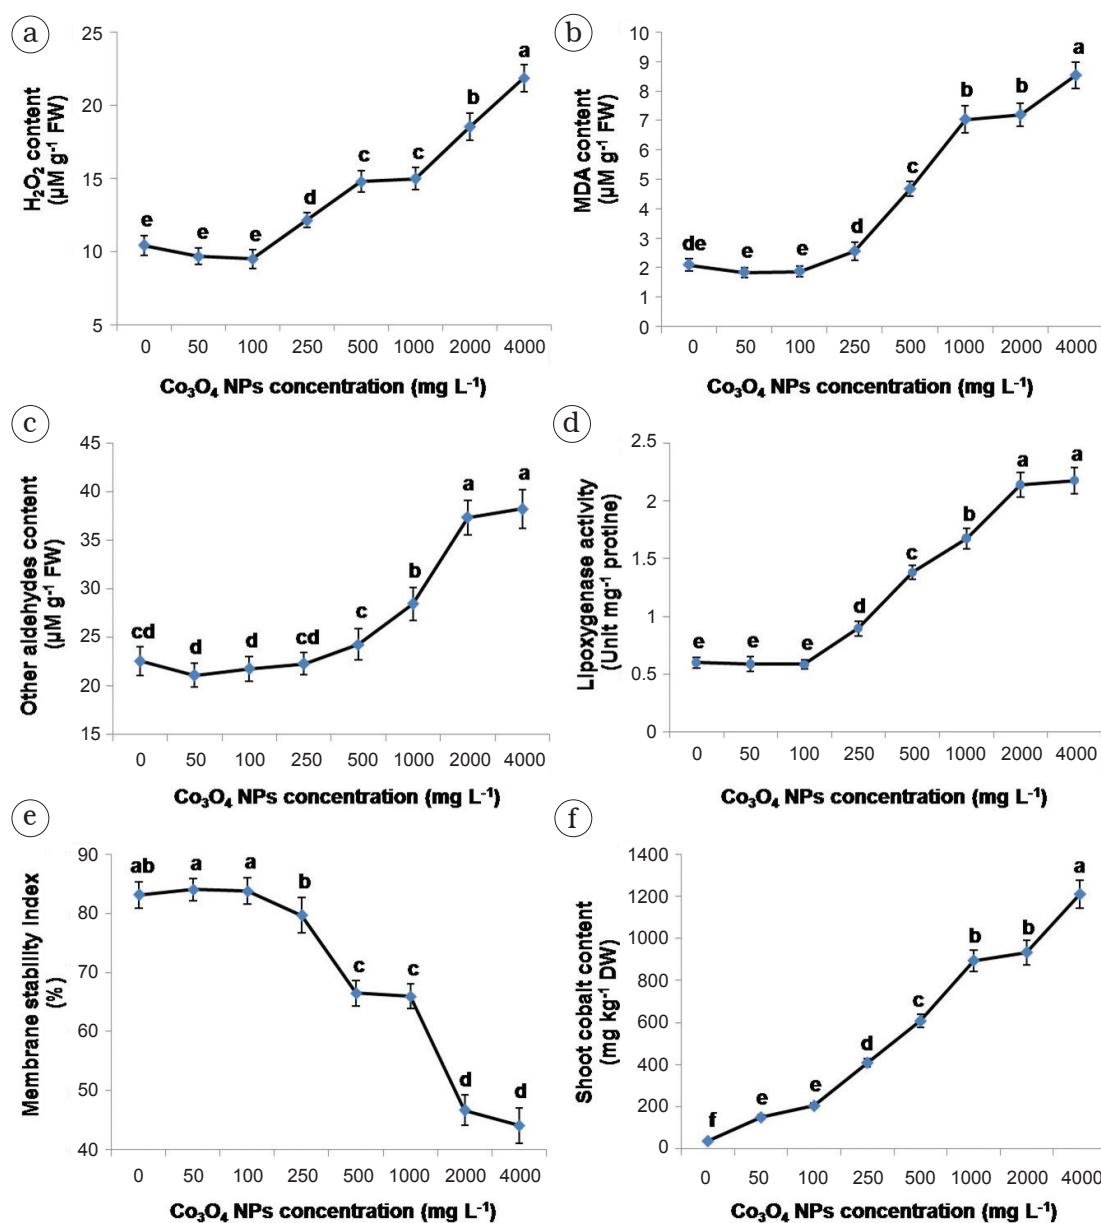 a
H₂O₂ content
(µM g⁻¹ FW)
25
20
15
10
5
e
e
e
d
c
c
b
a
0 50 100 250 500 1000 2000 4000
Co₃O₄ NPs concentration (mg L⁻¹)
b
MDA content
(µM g⁻¹ FW)
10
9
8
7
6
5
4
3
2
1
0
de
e
e
d
c
b
b
a
0 50 100 250 500 1000 2000 4000
Co₃O₄ NPs concentration (mg L⁻¹)
c
Other aldehydes content
(µM g⁻¹ FW)
45
40
35
30
25
20
15
cd
d
d
cd
c
b
a
a
0 50 100 250 500 1000 2000 4000
Co₃O₄ NPs concentration (mg L⁻¹)
d
Lipoxygenase activity
(Unit mg⁻¹ protine)
2.5
2
1.5
1
0.5
0
e
e
e
d
c
b
a
a
0 50 100 250 500 1000 2000 4000
Co₃O₄ NPs concentration (mg L⁻¹)
e
Membrane stability index
(%)
90
80
70
60
50
40
ab
a
a
b
c
c
d
d
0 50 100 250 500 1000 2000 4000
Co₃O₄ NPs concentration (mg L⁻¹)
f
Shoot cobalt content
(mg kg⁻¹ DW)
1400
1200
1000
800
600
400
200
0
f
e
e
d
c
b
b
a
0 50 100 250 500 1000 2000 4000
Co₃O₄ NPs concentration (mg L⁻¹)